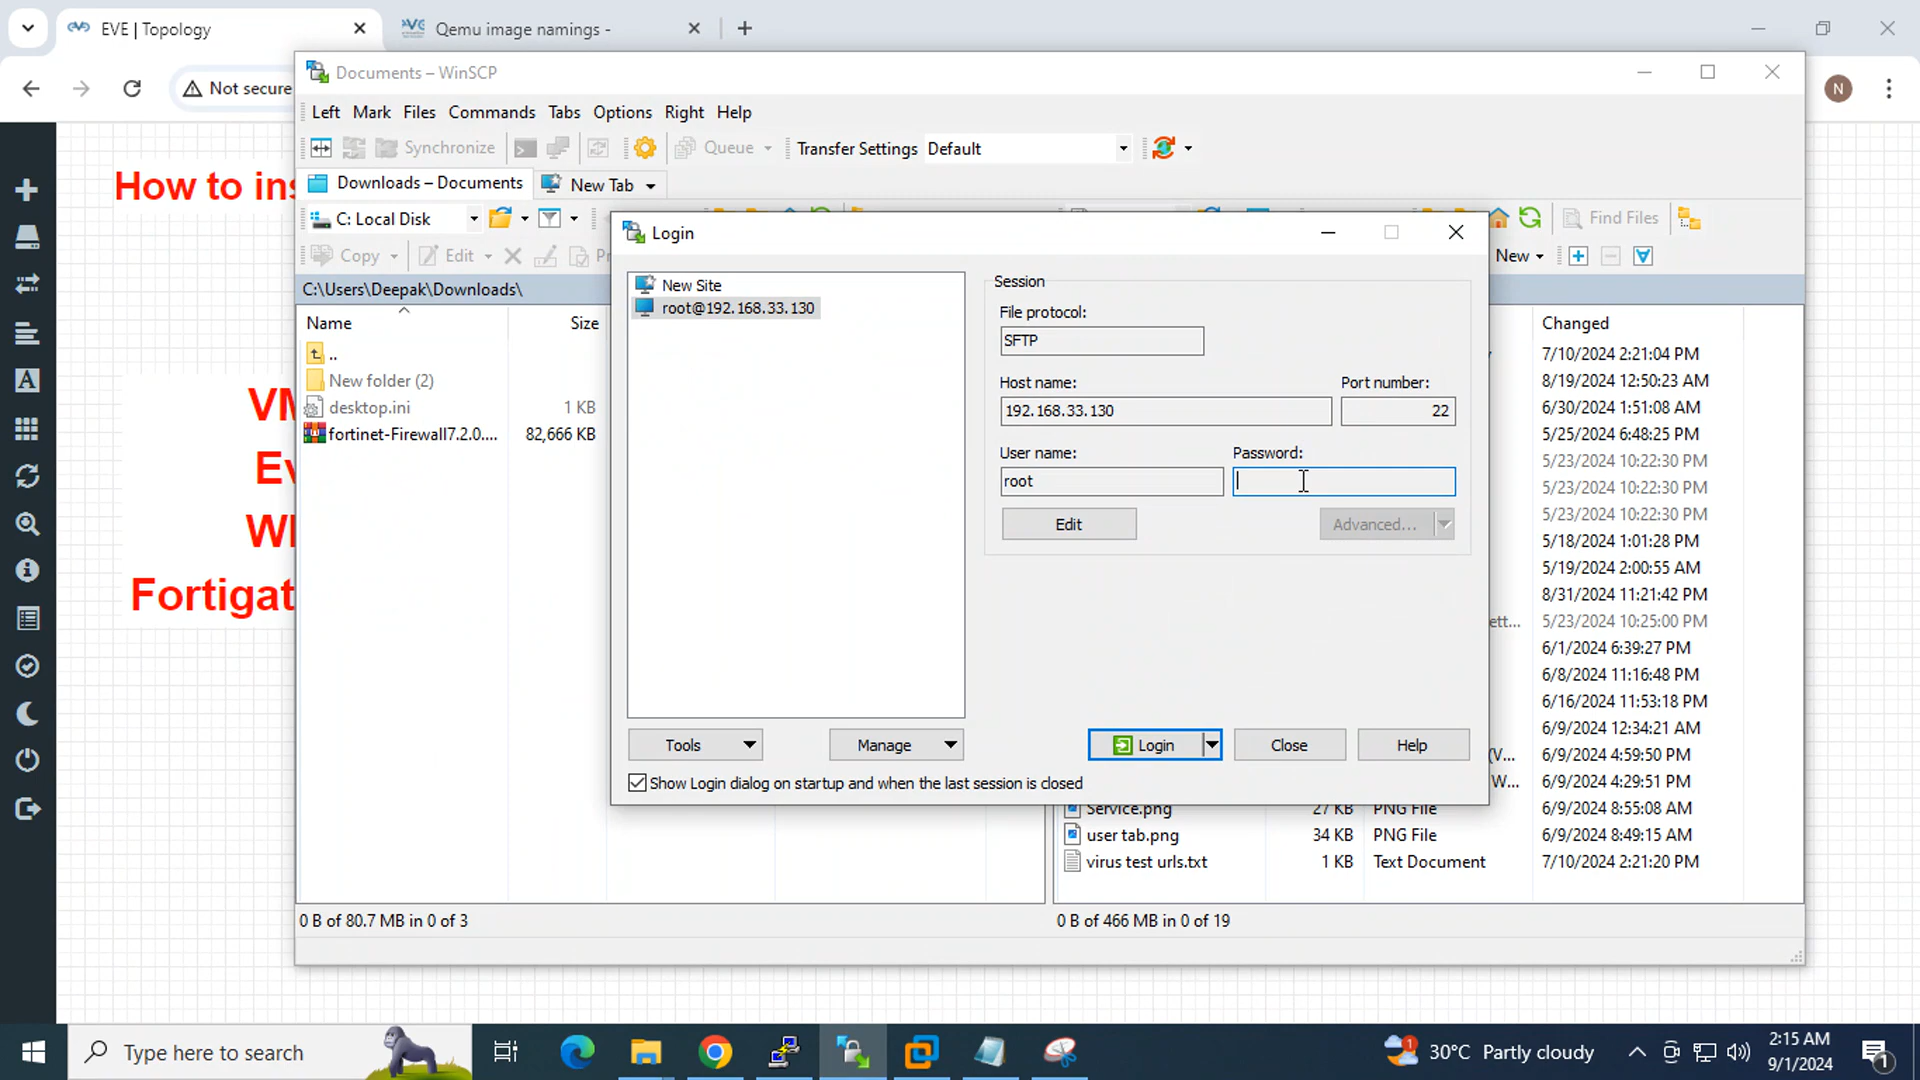 EVE | Topology
Qemu image namings -
Not secure
N
How to ins
VM
Ev
Wi
Fortigat
Documents – WinSCP
Left Mark Files Commands Tabs Options Right Help
Synchronize
Queue
Transfer Settings Default
Downloads – Documents
New Tab
C: Local Disk
Find Files
Copy
Edit
Pr
New
C:\Users\Deepak\Downloads\
Name
Size
..
New folder (2)
desktop.ini
1 KB
fortinet-Firewall7.2.0....
82,666 KB
Login
New Site
root@192.168.33.130
Session
File protocol:
SFTP
Host name:
Port number:
192.168.33.130
22
User name:
Password:
root
Edit
Advanced...
Tools
Manage
Login
Close
Help
Show Login dialog on startup and when the last session is closed
Changed
7/10/2024 2:21:04 PM
8/19/2024 12:50:23 AM
6/30/2024 1:51:08 AM
5/25/2024 6:48:25 PM
5/23/2024 10:22:30 PM
5/23/2024 10:22:30 PM
5/23/2024 10:22:30 PM
5/18/2024 1:01:28 PM
5/19/2024 2:00:55 AM
8/31/2024 11:21:42 PM
ett... 5/23/2024 10:25:00 PM
6/1/2024 6:39:27 PM
6/8/2024 11:16:48 PM
6/16/2024 11:53:18 PM
6/9/2024 12:34:21 AM
(V... 6/9/2024 4:59:50 PM
W... 6/9/2024 4:29:51 PM
Service.png 27 KB PNG File 6/9/2024 8:55:08 AM
user tab.png 34 KB PNG File 6/9/2024 8:49:15 AM
virus test urls.txt 1 KB Text Document 7/10/2024 2:21:20 PM
0 B of 80.7 MB in 0 of 3
0 B of 466 MB in 0 of 19
Type here to search
1
30°C Partly cloudy
2:15 AM
9/1/2024
1